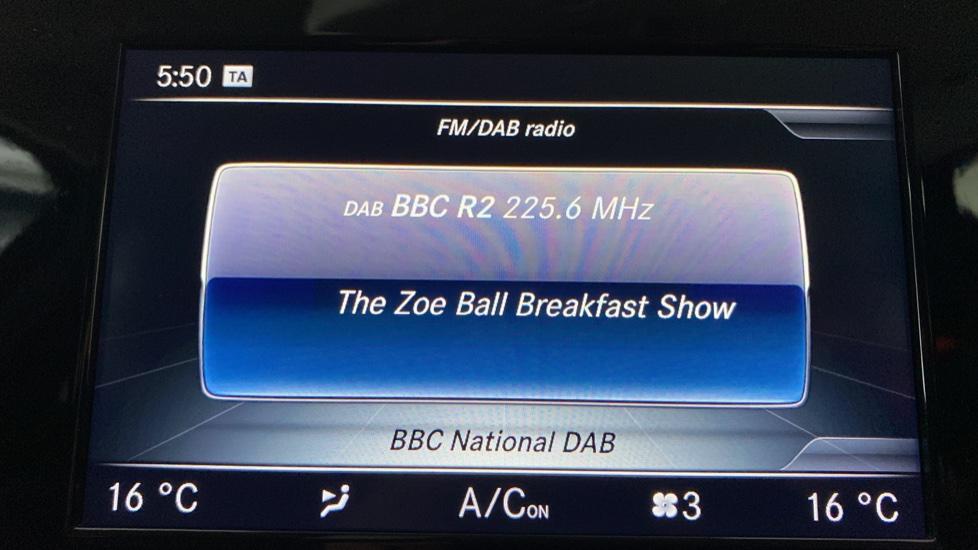 5:50 TA
FM/DAB radio
DAB BBC R2 225.6 MHz
The Zoe Ball Breakfast Show
BBC National DAB
16 °C A/C ON 3 16 °C